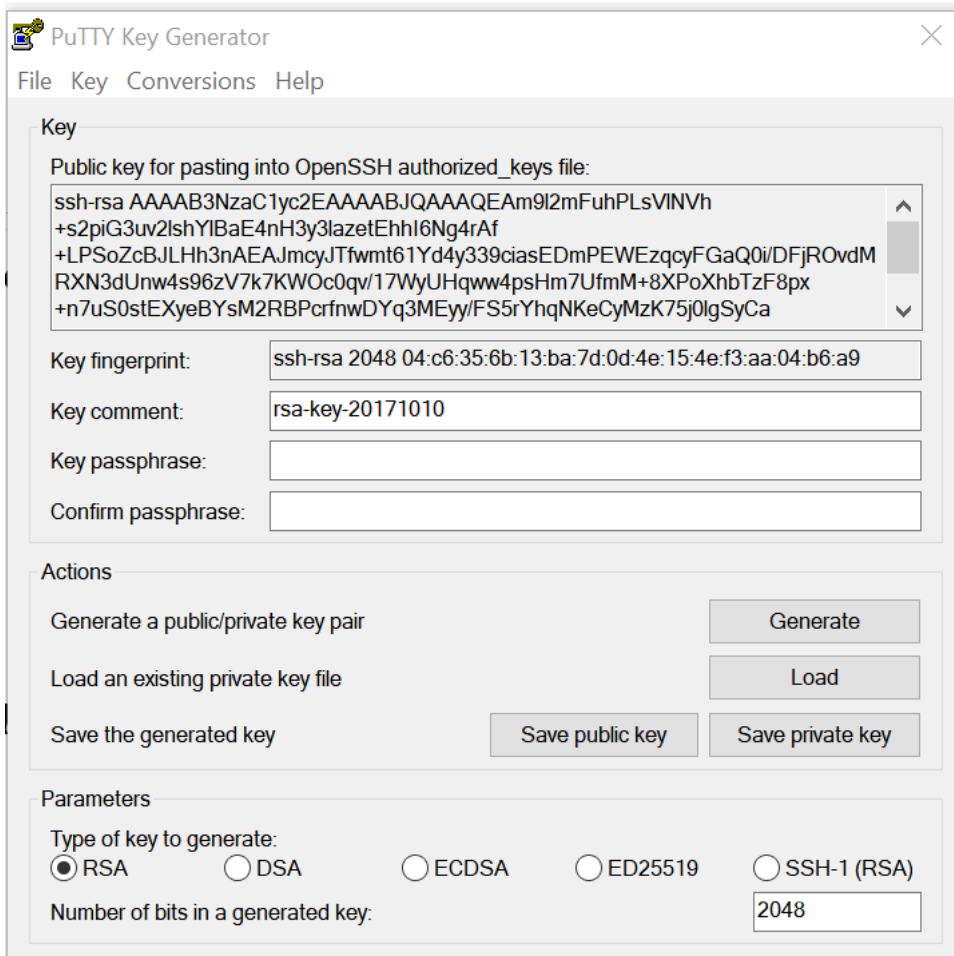 PuTTY Key Generator
File Key Conversions Help
Key
Public key for pasting into OpenSSH authorized_keys file:
ssh-rsa AAAAB3NzaC1yc2EAAAABJQAAAQEAm9l2mFuhPLsVlNVh
+s2piG3uv2lshYlBaE4nH3y3lazetEhhI6Ng4rAf
+LPSoZcBJLHh3nAEAJmcyJTfwmt61Yd4y339ciasEDmPEWEzqcyFGaQ0i/DFjROvdM
RXN3dUnw4s96zV7k7KWOc0qv/17WyUHqww4psHm7UfmM+8XPoXhbTzF8px
+n7uS0stEXyeBYsM2RBPcrfnwDYq3MEyy/FS5rYhqNKeCyMzK75j0lgSyCa
Key fingerprint: ssh-rsa 2048 04:c6:35:6b:13:ba:7d:0d:4e:15:4e:f3:aa:04:b6:a9
Key comment: rsa-key-20171010
Key passphrase:
Confirm passphrase:
Actions
Generate a public/private key pair Generate
Load an existing private key file Load
Save the generated key Save public key Save private key
Parameters
Type of key to generate:
RSA DSA ECDSA ED25519 SSH-1 (RSA)
Number of bits in a generated key: 2048